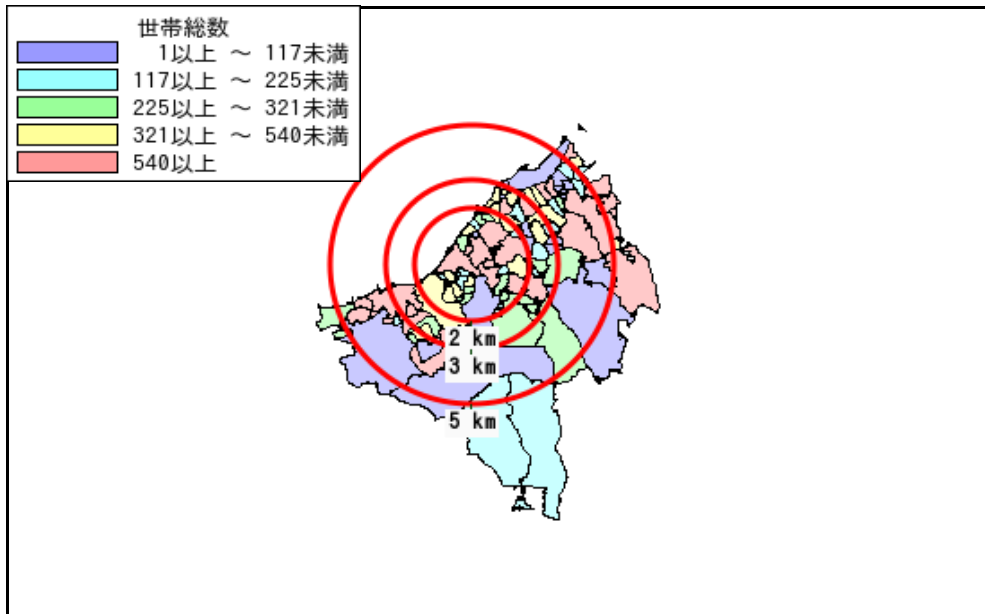 世帯総数
1以上 ～ 117未満
117以上 ～ 225未満
225以上 ～ 321未満
321以上 ～ 540未満
540以上
2 km
3 km
5 km